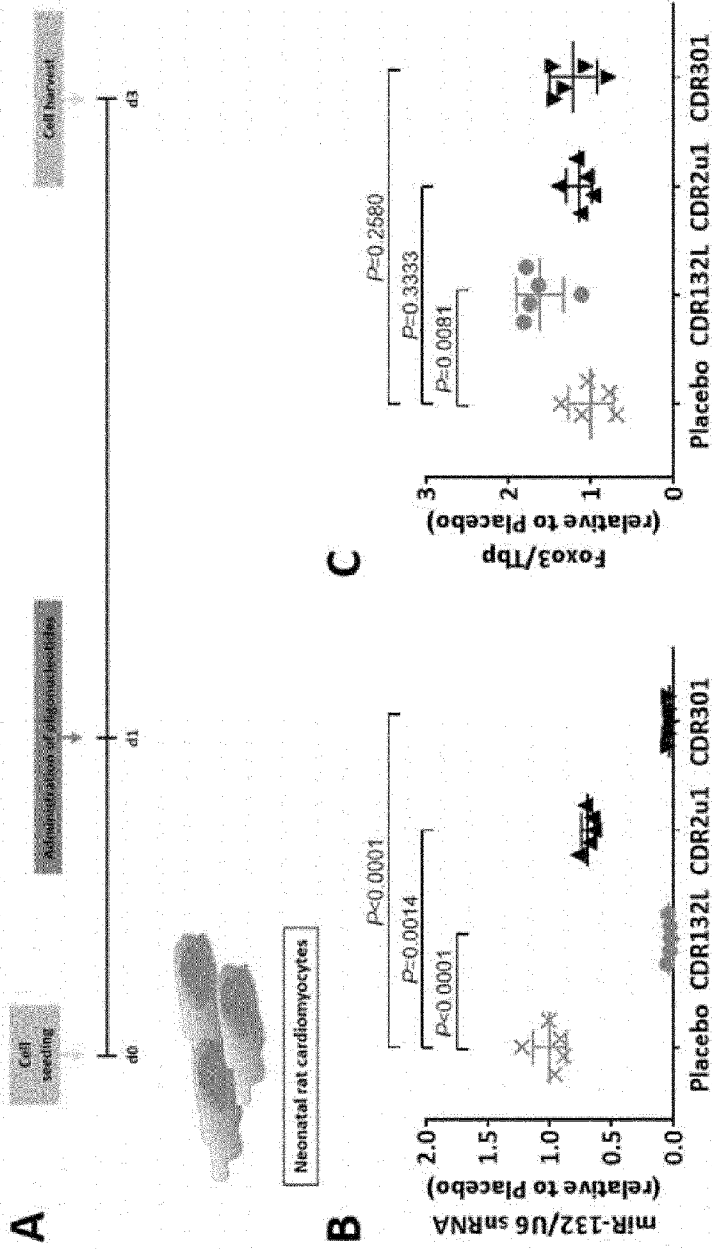 A
Cell
seeding
Administration of oligonucleotides
Cell harvest
d0
d1
d3
Neonatal rat cardiomyocytes
B
miR-132/U6 snRNA
(relative to Placebo)
2.0
1.5
1.0
0.5
0.0
P<0.0001
P=0.0014
P<0.0001
Placebo CDR132L CDR2u1 CDR301
C
Foxo3/Tbp
(relative to Placebo)
3
2
1
0
P=0.2580
P=0.3333
P=0.0081
Placebo CDR132L CDR2u1 CDR301